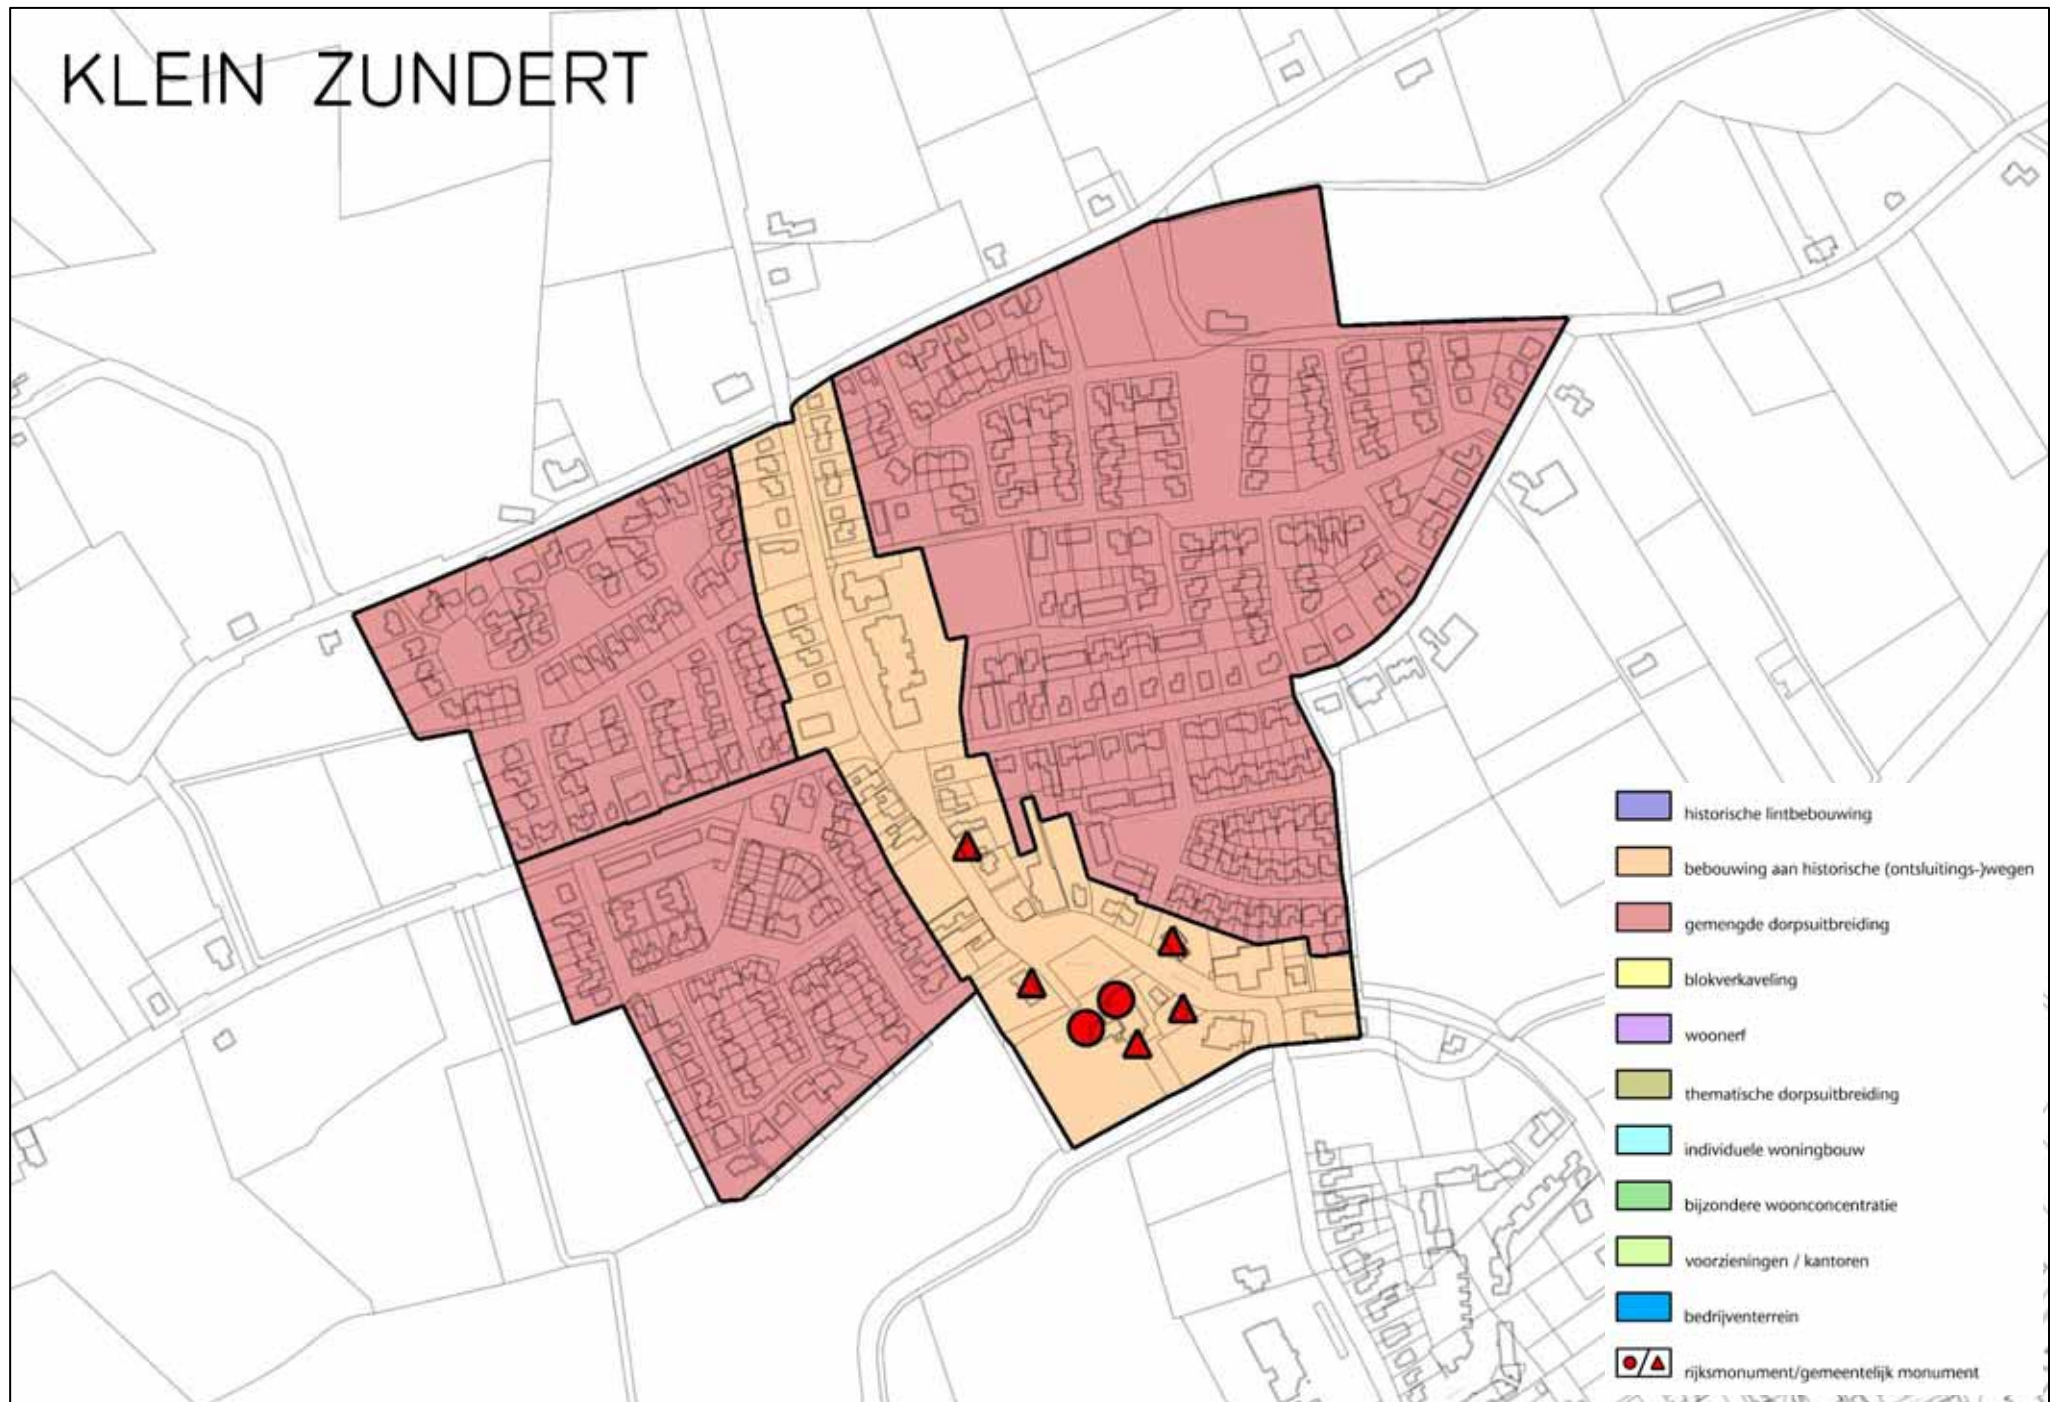 KLEIN ZUNDERT
historische lintbebouwing
bebouwing aan historische (ontsluitings-)wegen
gemengde dorpsuitbreiding
blokverkaveling
woonerf
thematische dorpsuitbreiding
individuele woningbouw
bijzondere woonconcentratie
voorzieningen / kantoren
bedrijventerrein
rijksmonument/gemeentelijk monument